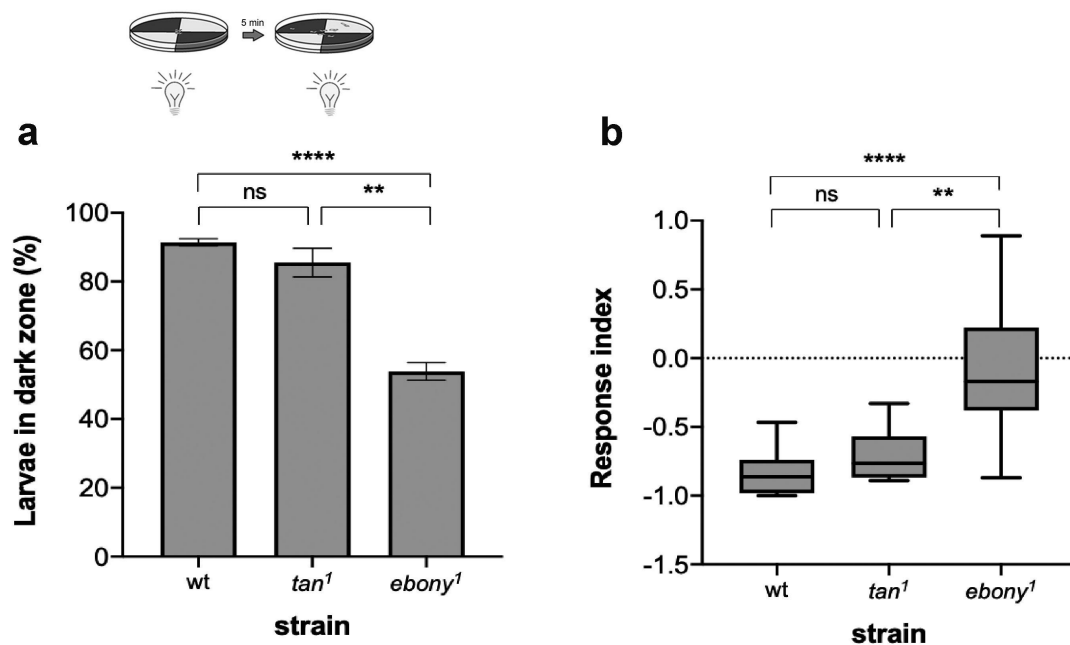 5 min
a
****
ns
**
Larvae in dark zone (%)
100
80
60
40
20
0
wt
tan¹
ebony¹
strain
b
****
ns
**
Response index
1.0
0.5
0.0
-0.5
-1.0
-1.5
wt
tan¹
ebony¹
strain